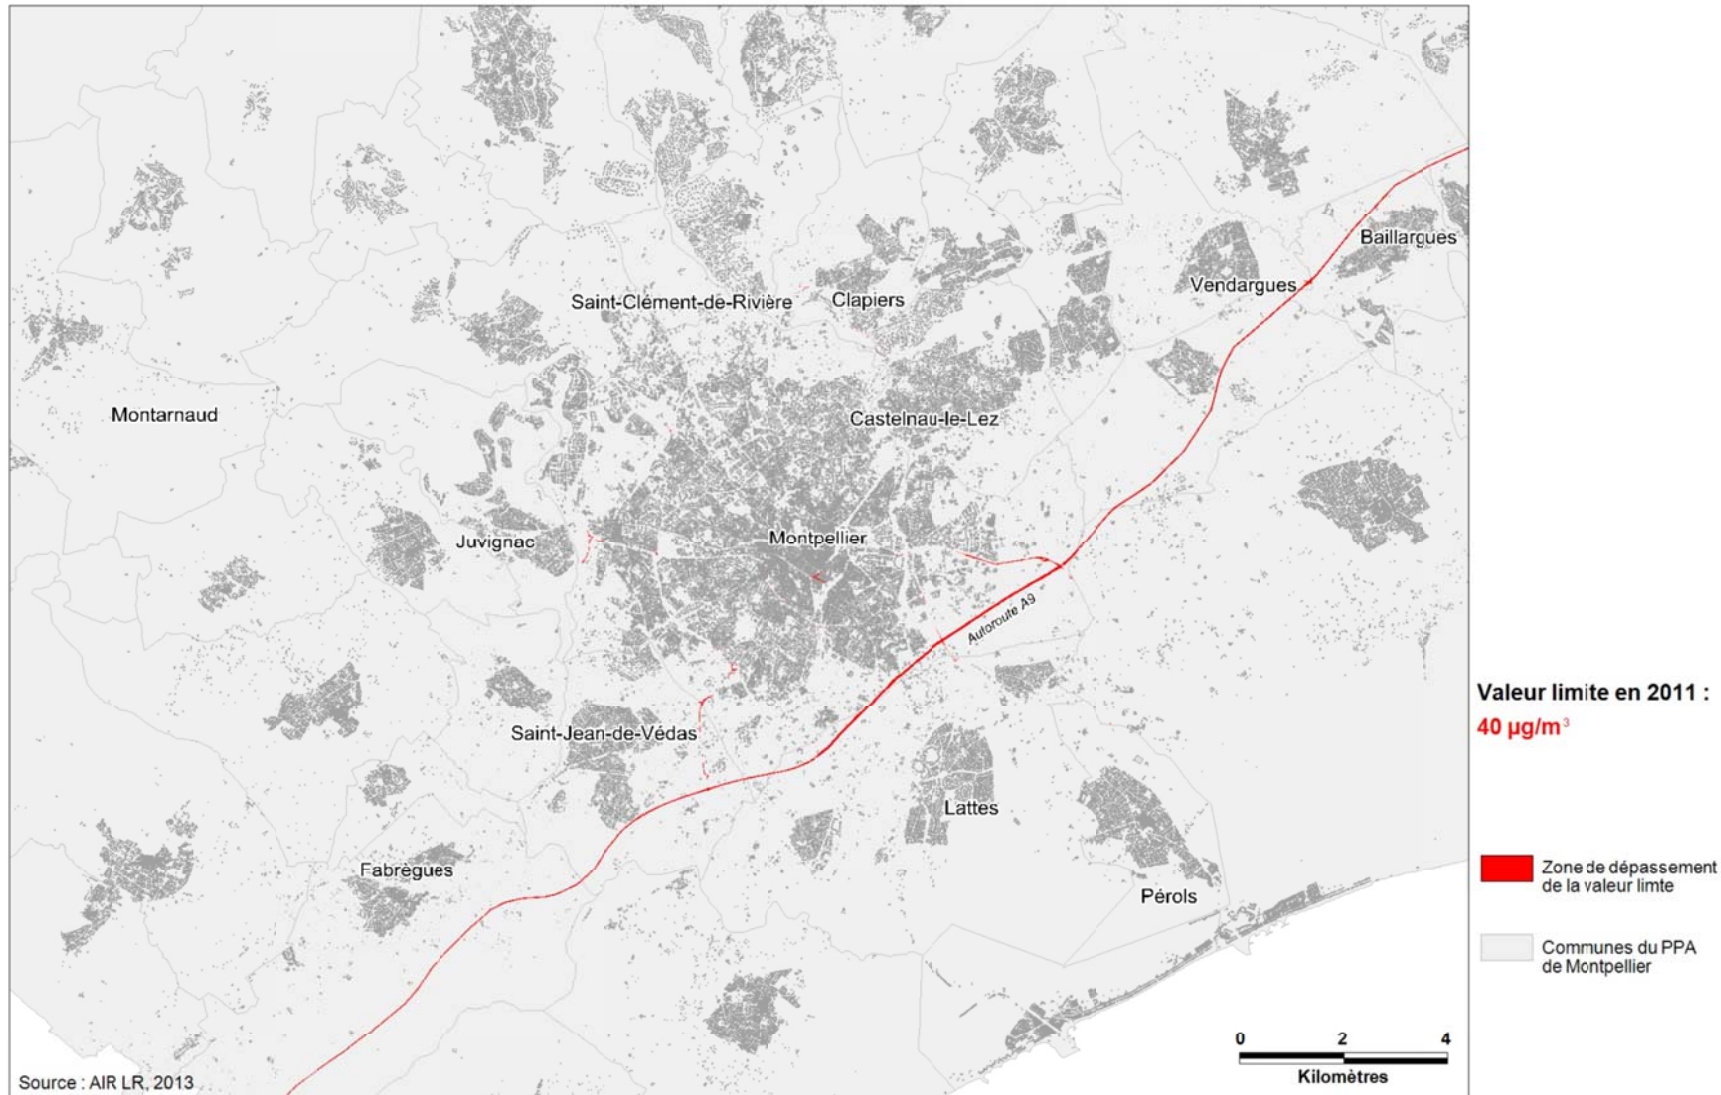 Baillargues
Vendargues
Saint-Clément-de-Rivière
Clapiers
Montarnaud
Castelnau-le-Lez
Juvignac
Montpellier
Autoroute A9
Saint-Jean-de-Védas
Lattes
Fabrègues
Pérols
Valeur limite en 2011 :
40 µg/m³
Zone de dépassement
de la valeur limte
Communes du PPA
de Montpellier
0 2 4
Kilomètres
Source : AIR LR, 2013